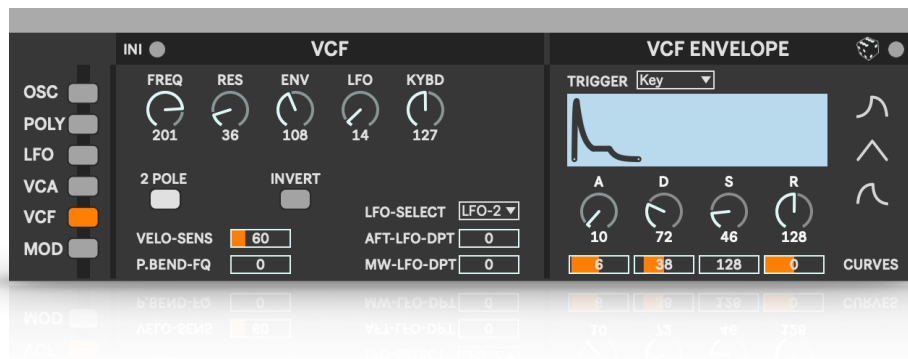 INI VCF VCF ENVELOPE
FREQ RES ENV LFO KYBD
201 36 108 14 127
TRIGGER Key
OSC
POLY
LFO
VCA
VCF
MOD
2 POLE INVERT
LFO-SELECT LFO-2
VELO-SENS 60 AFT-LFO-DPT 0
P.BEND-FQ 0 MW-LFO-DPT 0
A D S R
10 72 46 128
6 38 128 0 CURVES